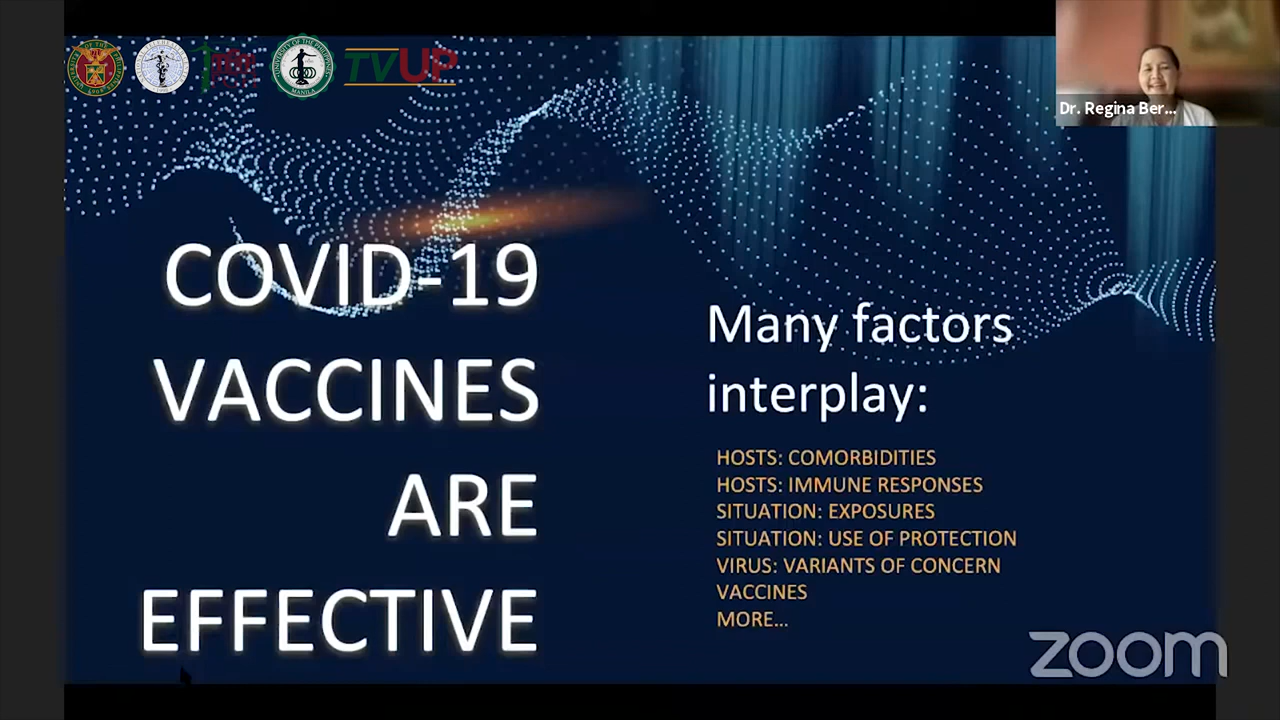 TVUP
Dr. Regina Ber...
COVID-19
VACCINES
ARE
EFFECTIVE
Many factors
interplay:
HOSTS: COMORBIDITIES
HOSTS: IMMUNE RESPONSES
SITUATION: EXPOSURES
SITUATION: USE OF PROTECTION
VIRUS: VARIANTS OF CONCERN
VACCINES
MORE...
zoom